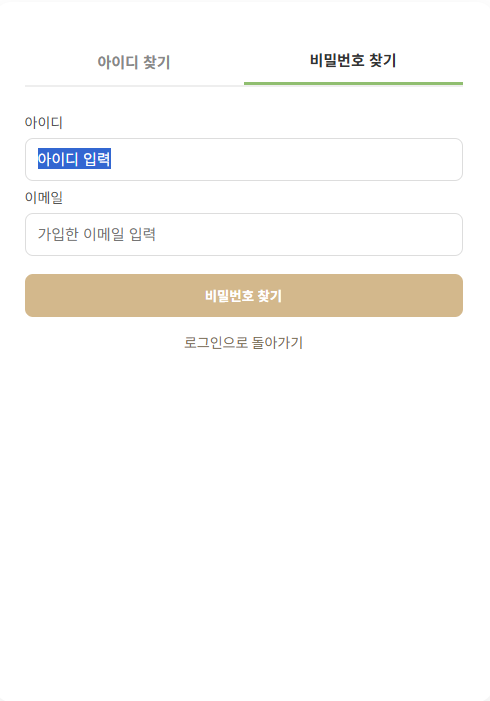 아이디 찾기
비밀번호 찾기
아이디
아이디 입력
이메일
가입한 이메일 입력
비밀번호 찾기
로그인으로 돌아가기